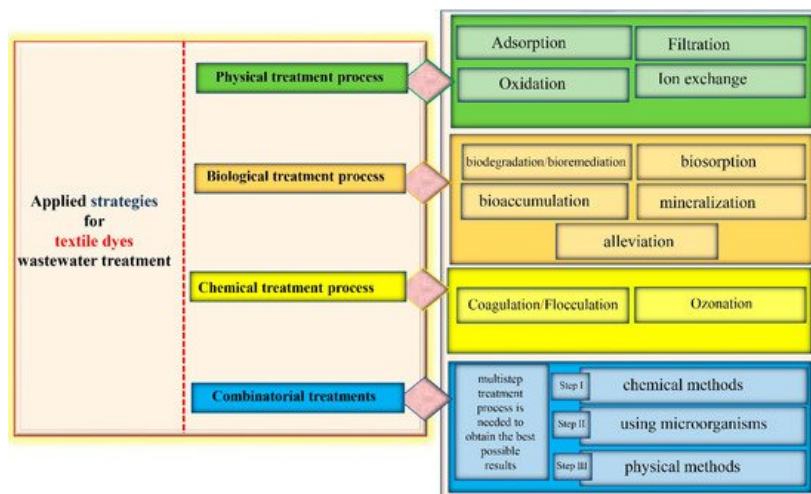 Applied strategies
for
textile dyes
wastewater treatment
Physical treatment process
Adsorption
Filtration
Oxidation
Ion exchange
Biological treatment process
biodegradation/bioremediation
biosorption
bioaccumulation
mineralization
alleviation
Chemical treatment process
Coagulation/Flocculation
Ozonation
Combinatorial treatments
multistep
treatment
process is
needed to
obtain the best
possible
results
Step I
chemical methods
Step II
using microorganisms
Step III
physical methods